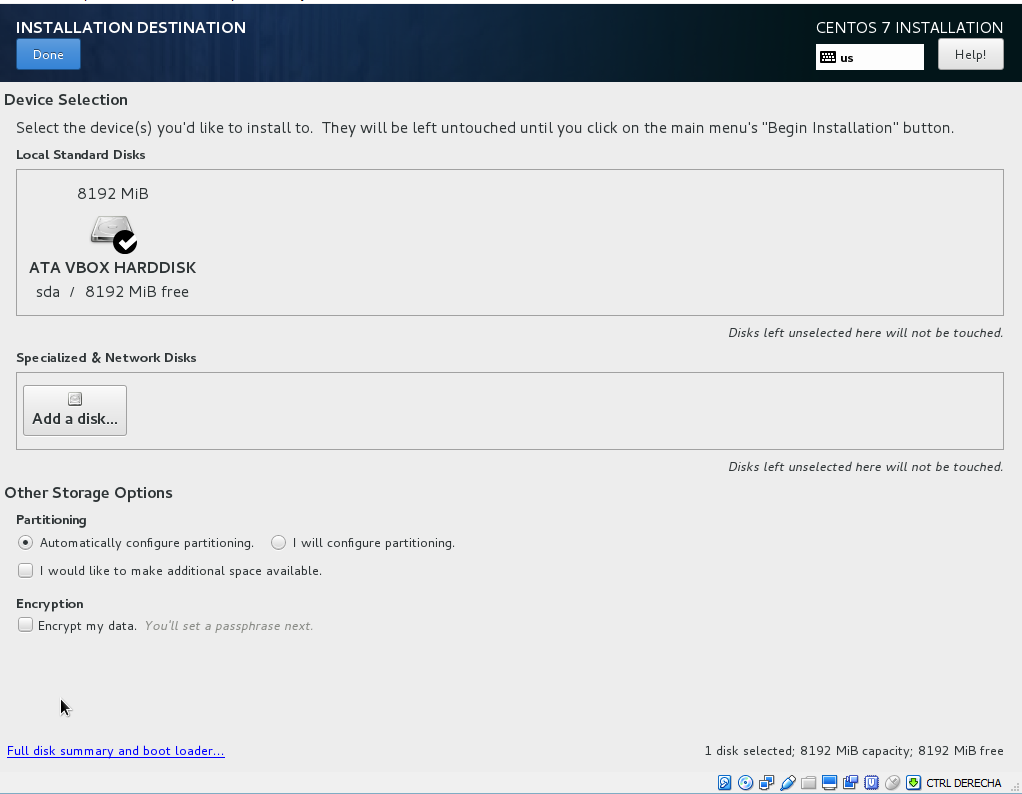 INSTALLATION DESTINATION
CENTOS 7 INSTALLATION
Done
us
Help!
Device Selection
Select the device(s) you'd like to install to.  They will be left untouched until you click on the main menu's "Begin Installation" button.
Local Standard Disks
8192 MiB
ATA VBOX HARDDISK
sda / 8192 MiB free
Disks left unselected here will not be touched.
Specialized & Network Disks
Add a disk...
Disks left unselected here will not be touched.
Other Storage Options
Partitioning
Automatically configure partitioning. I will configure partitioning.
I would like to make additional space available.
Encryption
Encrypt my data. You'll set a passphrase next.
Full disk summary and boot loader...
1 disk selected; 8192 MiB capacity; 8192 MiB free
CTRL DERECHA